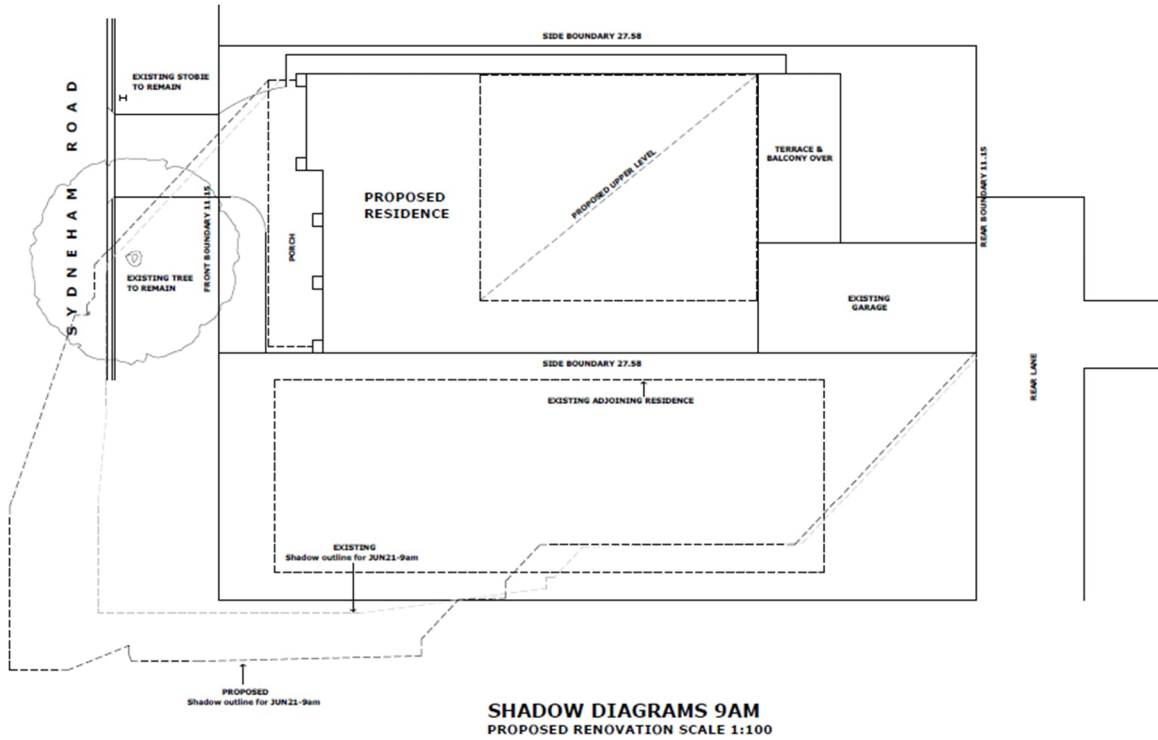 SIDE BOUNDARY 27.58
EXISTING STOBIE
TO REMAIN
SYDNEHAM ROAD
TERRACE &
BALCONY OVER
PROPOSED UPPER LEVEL
PROPOSED
RESIDENCE
FRONT BOUNDARY 11.15
REAR BOUNDARY 11.15
PORCH
EXISTING TREE
TO REMAIN
EXISTING
GARAGE
SIDE BOUNDARY 27.58
REAR LANE
EXISTING ADJOINING RESIDENCE
EXISTING
Shadow outline for JUN21-9am
PROPOSED
Shadow outline for JUN21-9am
SHADOW DIAGRAMS 9AM
PROPOSED RENOVATION SCALE 1:100